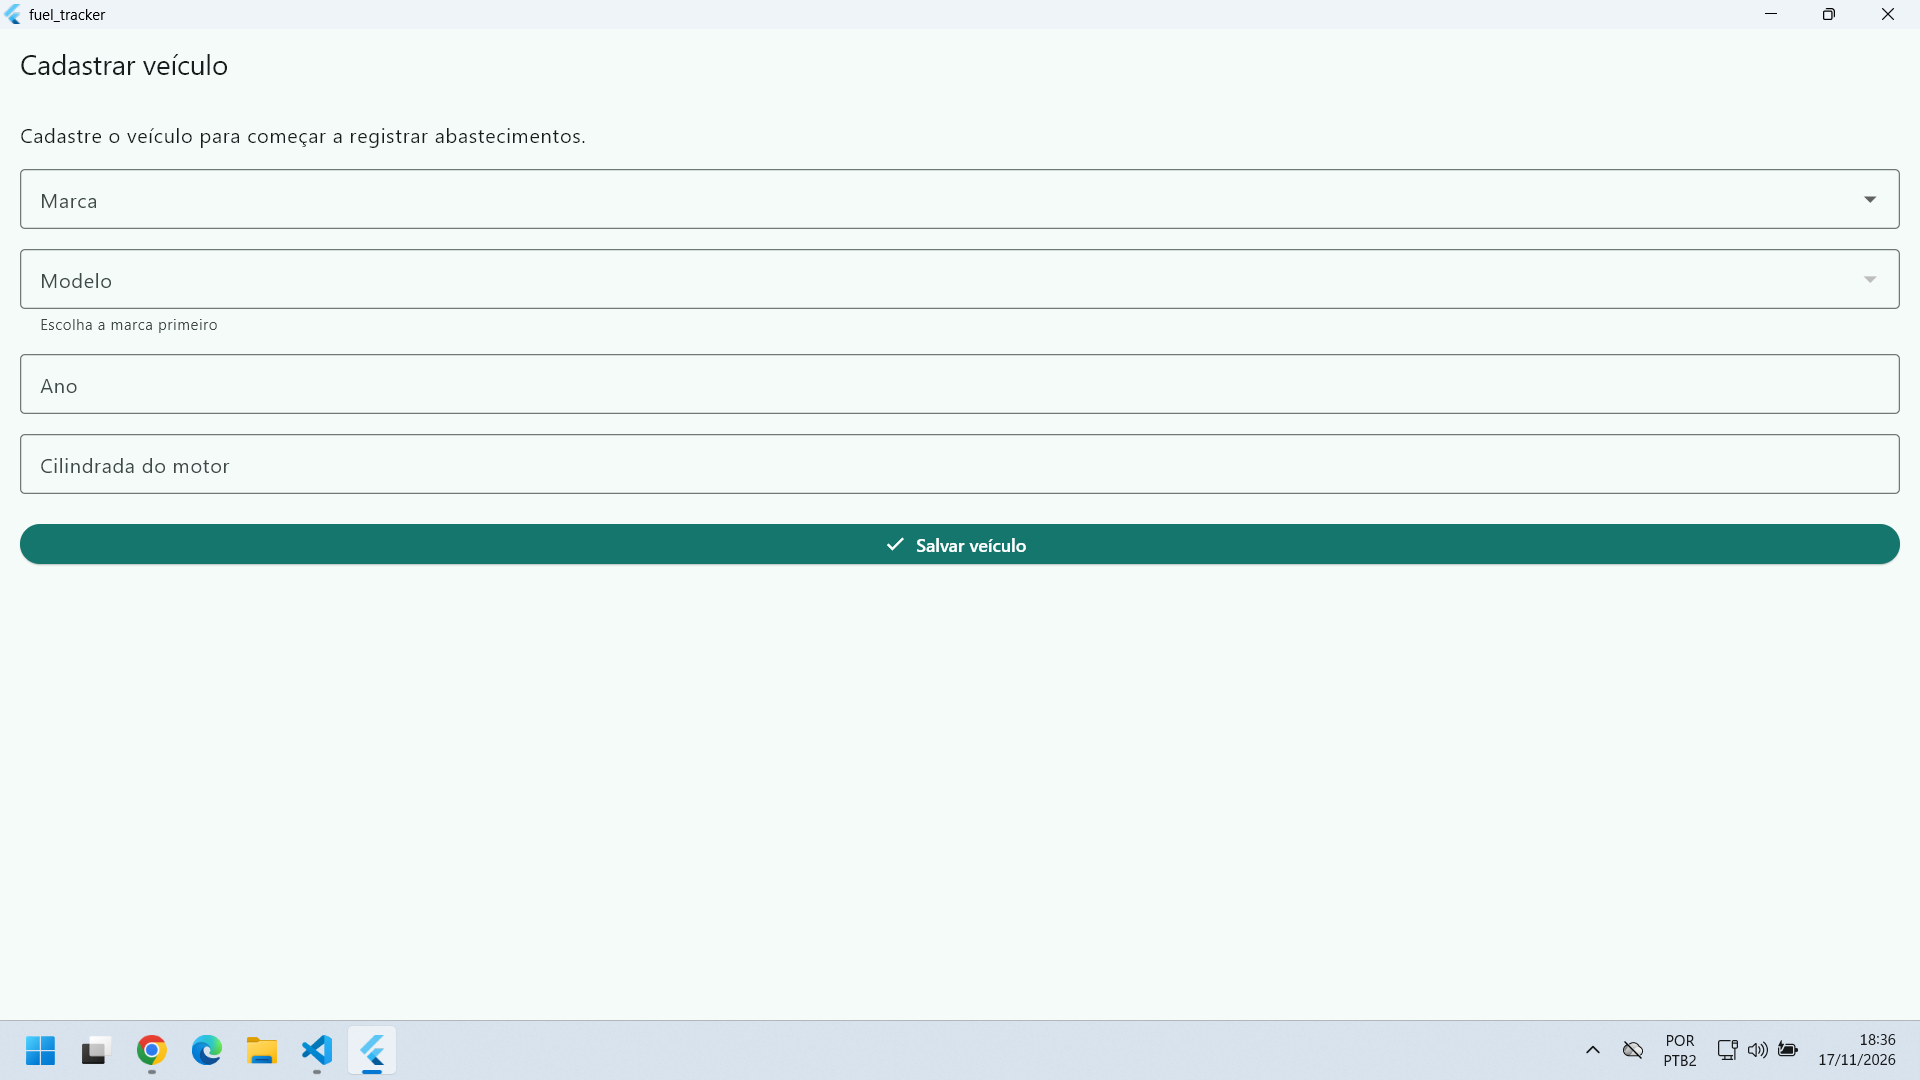 fuel_tracker
Cadastrar veículo
Cadastre o veículo para começar a registrar abastecimentos.
Marca
Modelo
Escolha a marca primeiro
Ano
Cilindrada do motor
Salvar veículo
POR
PTB2
18:36
17/11/2026